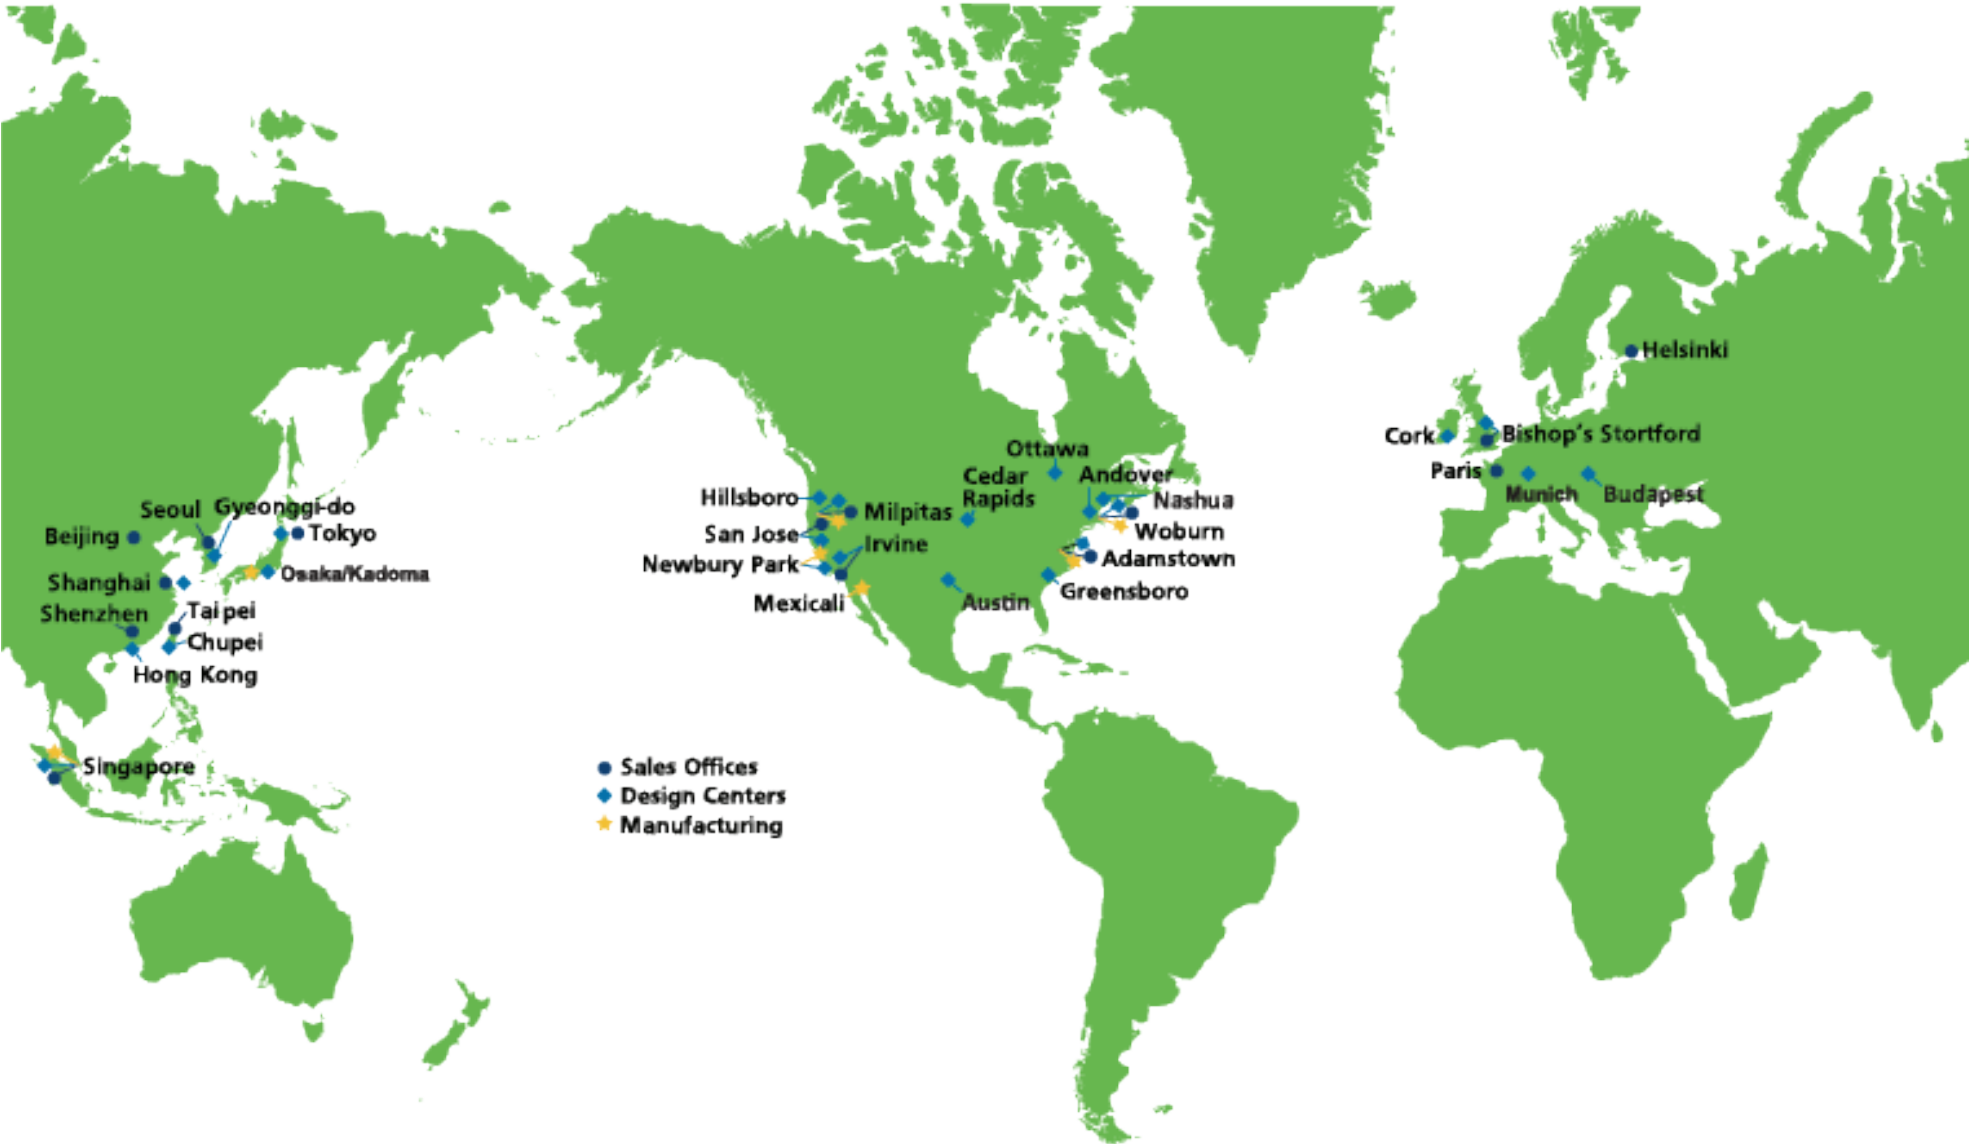 Helsinki
Cork
Bishop's Stortford
Paris
Munich
Budapest
Ottawa
Cedar
Rapids
Andover
Nashua
Woburn
Adamstown
Greensboro
Austin
Hillsboro
Milpitas
San Jose
Irvine
Newbury Park
Mexicali
Seoul
Gyeonggi-do
Beijing
Tokyo
Shanghai
Osaka/Kadoma
Shenzhen
Taipei
Chupei
Hong Kong
Singapore
Sales Offices
Design Centers
Manufacturing